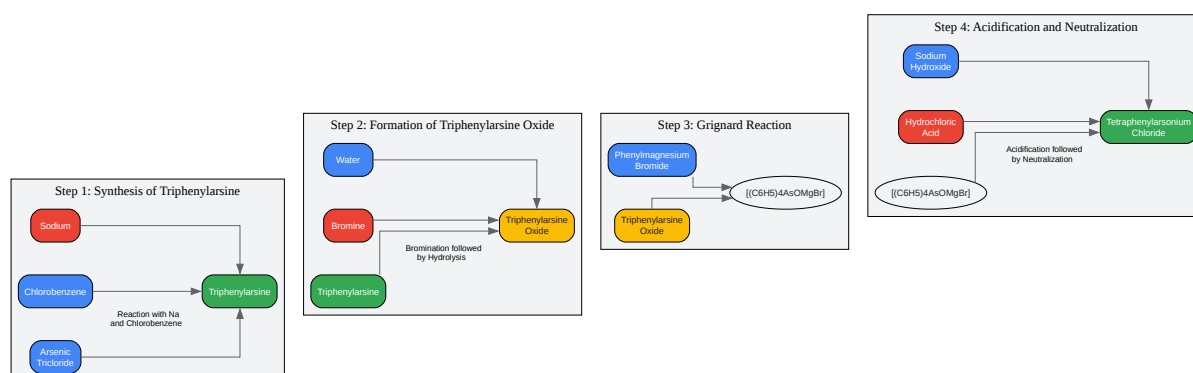 Step 1: Synthesis of Triphenylarsine
Sodium
Chlorobenzene
Triphenylarsine
Reaction with Na
and Chlorobenzene
Arsenic
Tricloride
Step 2: Formation of Triphenylarsine Oxide
Water
Bromine
Triphenylarsine
Oxide
Bromination followed
by Hydrolysis
Triphenylarsine
Step 3: Grignard Reaction
Phenylmagnesium
Bromide
[(C6H5)4AsOMgBr]
Triphenylarsine
Oxide
Step 4: Acidification and Neutralization
Sodium
Hydroxide
Hydrochloric
Acid
Tetraphenylarsonium
Chloride
Acidification followed
by Neutralization
[(C6H5)4AsOMgBr]